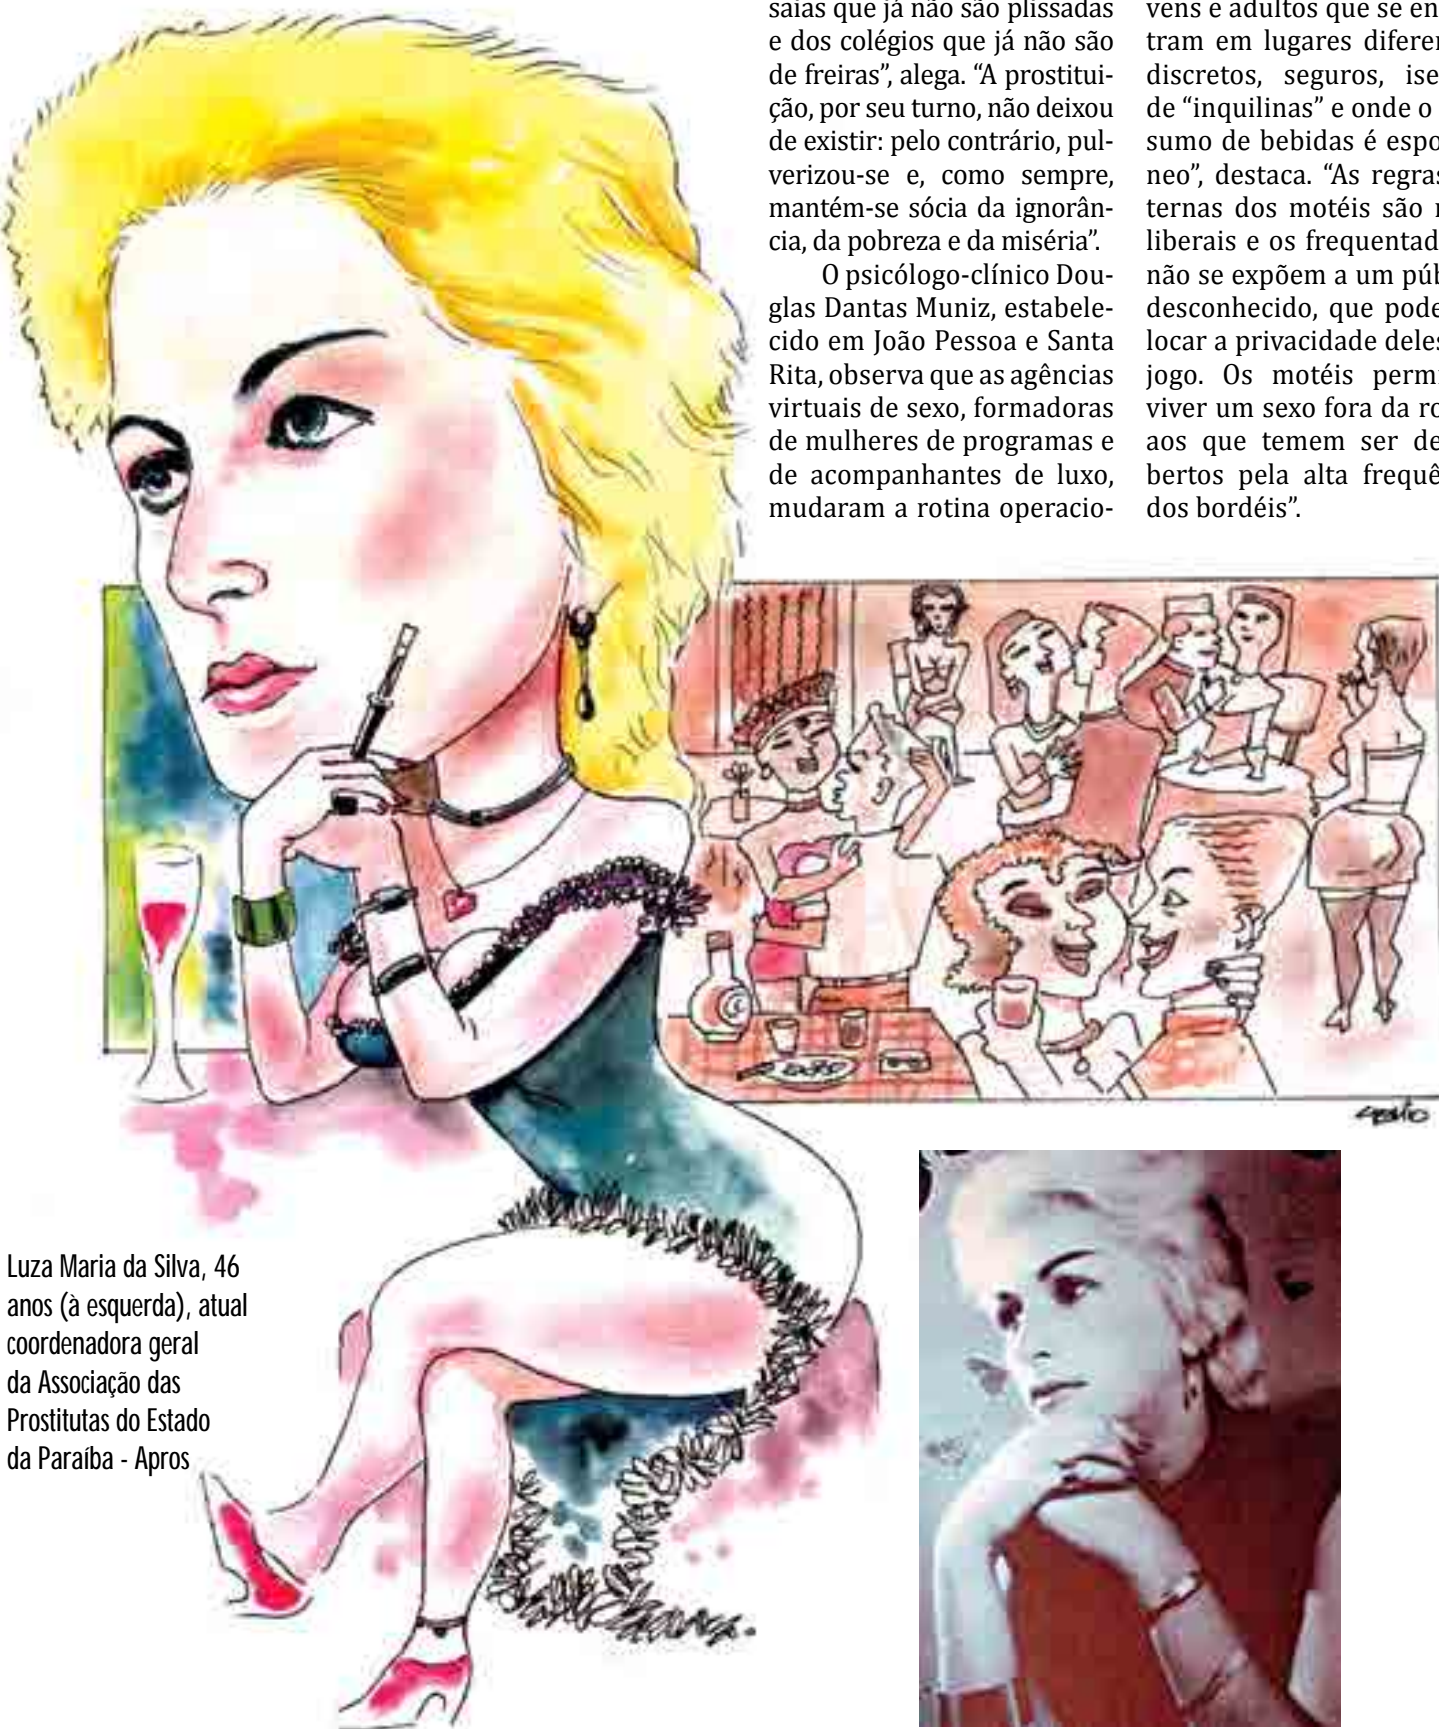 saias que já não são plissadas
e dos colégios que já não são
de freiras”, alega. “A prostitui-
ção, por seu turno, não deixou
de existir: pelo contrário, pul-
verizou-se e, como sempre,
mantém-se sócia da ignorân-
cia, da pobreza e da miséria”.
O psicólogo-clínico Dou-
glas Dantas Muniz, estabele-
cido em João Pessoa e Santa
Rita, observa que as agências
virtuais de sexo, formadoras
de mulheres de programas e
de acompanhantes de luxo,
mudaram a rotina operacio-
vens e adultos que se en
tram em lugares diferen
discretos, seguros, ise
de “inquilinas” e onde o
sumo de bebidas é espo
neo”, destaca. “As regras
ternas dos motéis são
liberais e os frequentad
não se expõem a um púb
desconhecido, que pode
locar a privacidade deles
jogo. Os motéis perm
viver um sexo fora da ro
aos que temem ser de
bertos pela alta frequê
dos bordéis”.
Luza Maria da Silva, 46
anos (à esquerda), atual
coordenadora geral
da Associação das
Prostitutas do Estado
da Paraíba - Apros